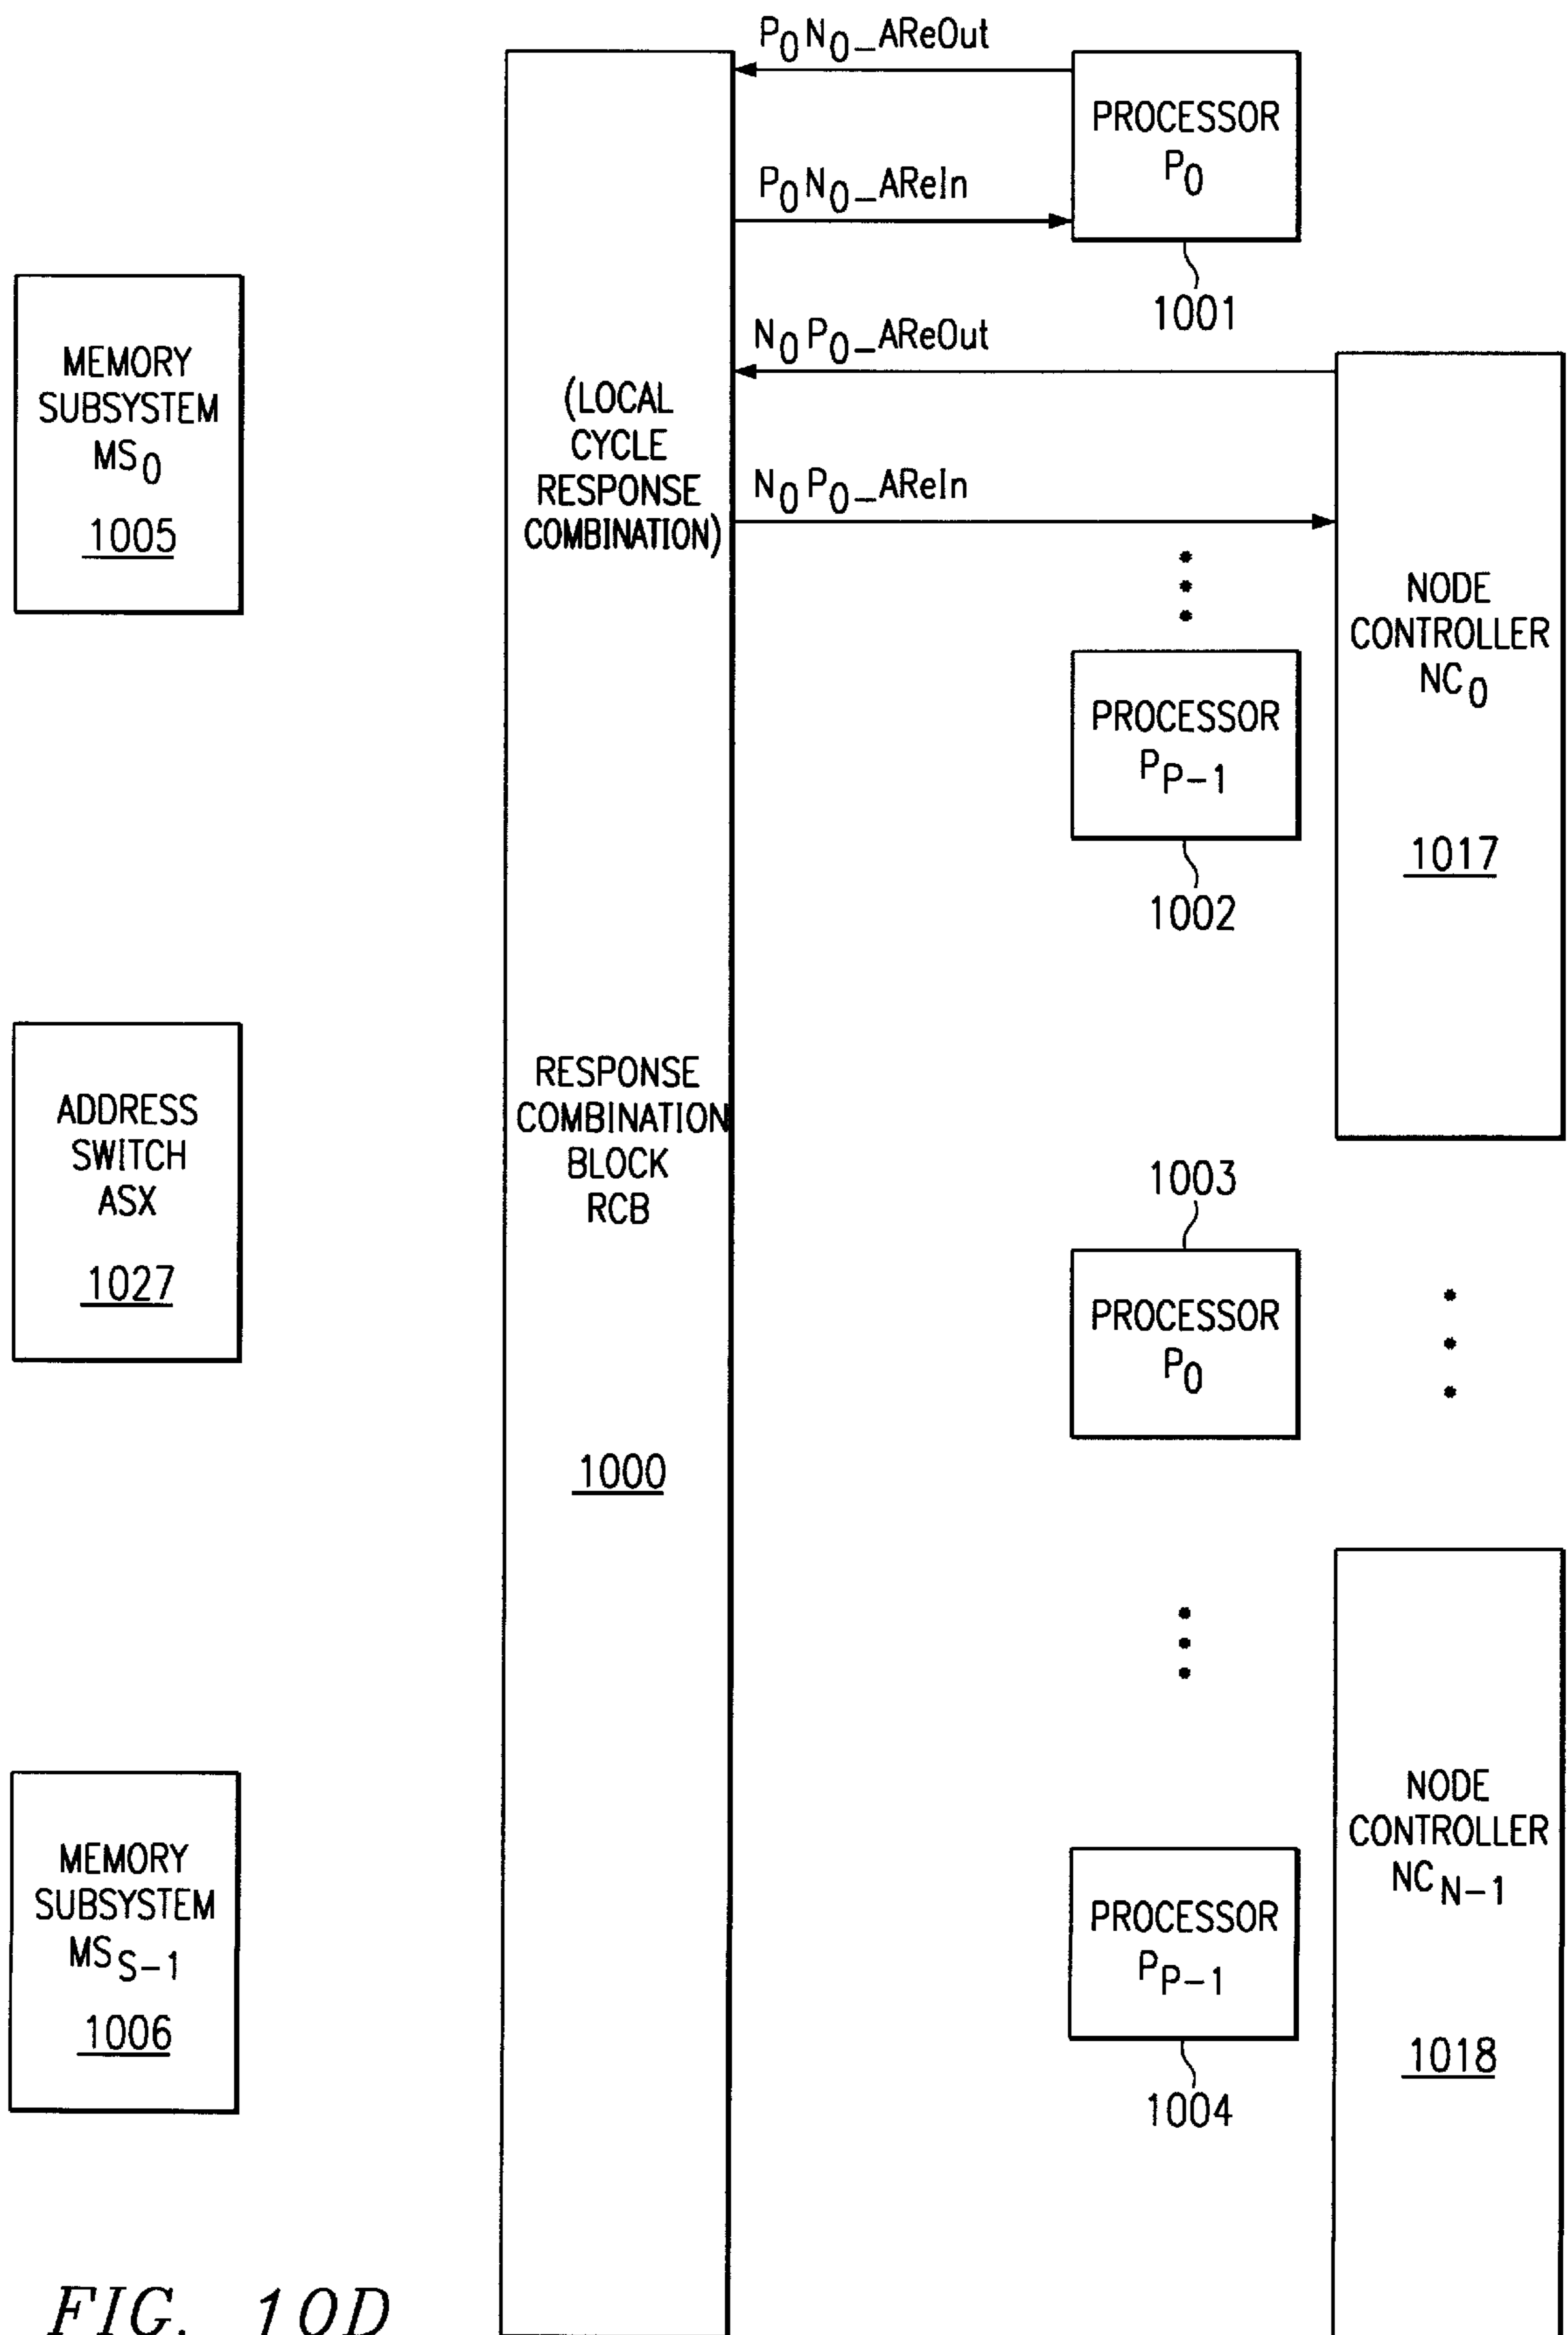 P0N0_AReOut
PROCESSOR
P0
P0N0_AReIn
1001
MEMORY
SUBSYSTEM
MS0
1005
(LOCAL
CYCLE
RESPONSE
COMBINATION)
N0P0_AReOut
N0P0_AReIn
NODE
CONTROLLER
NC0
1017
PROCESSOR
PP-1
1002
ADDRESS
SWITCH
ASX
1027
RESPONSE
COMBINATION
BLOCK
RCB
1000
1003
PROCESSOR
P0
MEMORY
SUBSYSTEM
MSS-1
1006
PROCESSOR
PP-1
1004
NODE
CONTROLLER
NCN-1
1018
FIG. 10D